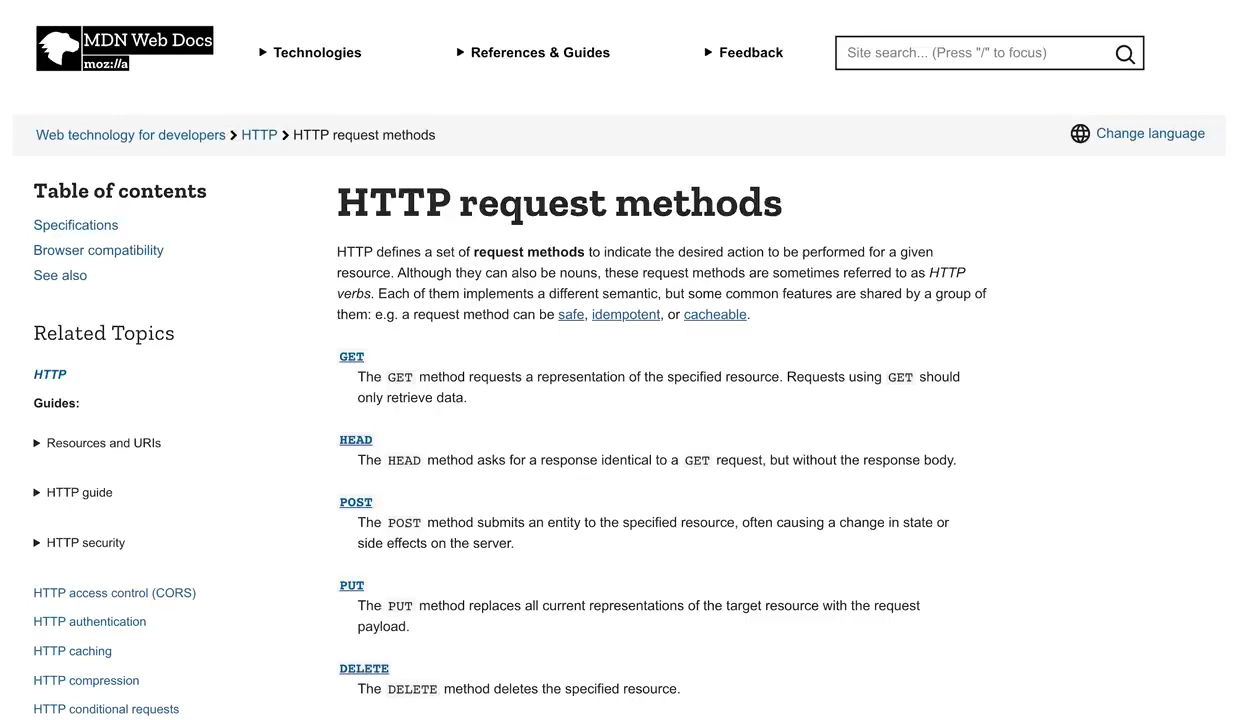 MDN Web Docs
moz://a
Technologies
References & Guides
Feedback
Site search... (Press "/" to focus)
Web technology for developers > HTTP > HTTP request methods
Change language
Table of contents
Specifications
Browser compatibility
See also
Related Topics
HTTP
Guides:
Resources and URIs
HTTP guide
HTTP security
HTTP access control (CORS)
HTTP authentication
HTTP caching
HTTP compression
HTTP conditional requests
HTTP request methods
HTTP defines a set of request methods to indicate the desired action to be performed for a given
resource. Although they can also be nouns, these request methods are sometimes referred to as HTTP
verbs. Each of them implements a different semantic, but some common features are shared by a group of
them: e.g. a request method can be safe, idempotent, or cacheable.
GET
The GET method requests a representation of the specified resource. Requests using GET should
only retrieve data.
HEAD
The HEAD method asks for a response identical to a GET request, but without the response body.
POST
The POST method submits an entity to the specified resource, often causing a change in state or
side effects on the server.
PUT
The PUT method replaces all current representations of the target resource with the request
payload.
DELETE
The DELETE method deletes the specified resource.